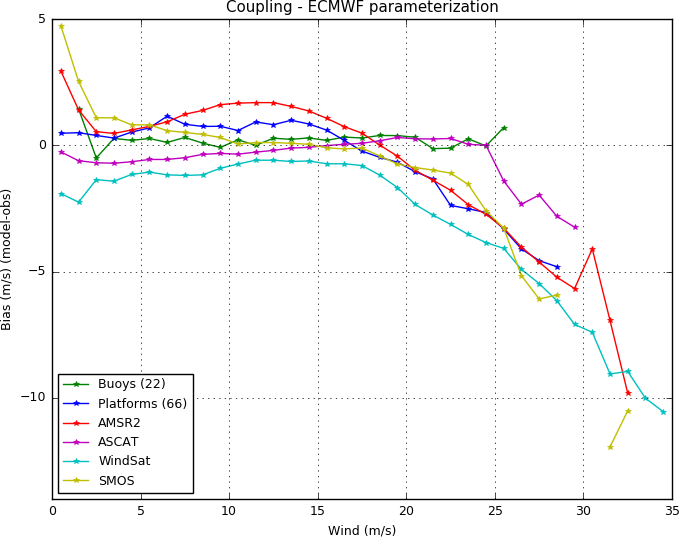 Coupling - ECMWF parameterization
5
0
−5
−10
Bias (m/s) (model-obs)
Buoys (22)
Platforms (66)
AMSR2
ASCAT
WindSat
SMOS
0 5 10 15 20 25 30 35
Wind (m/s)